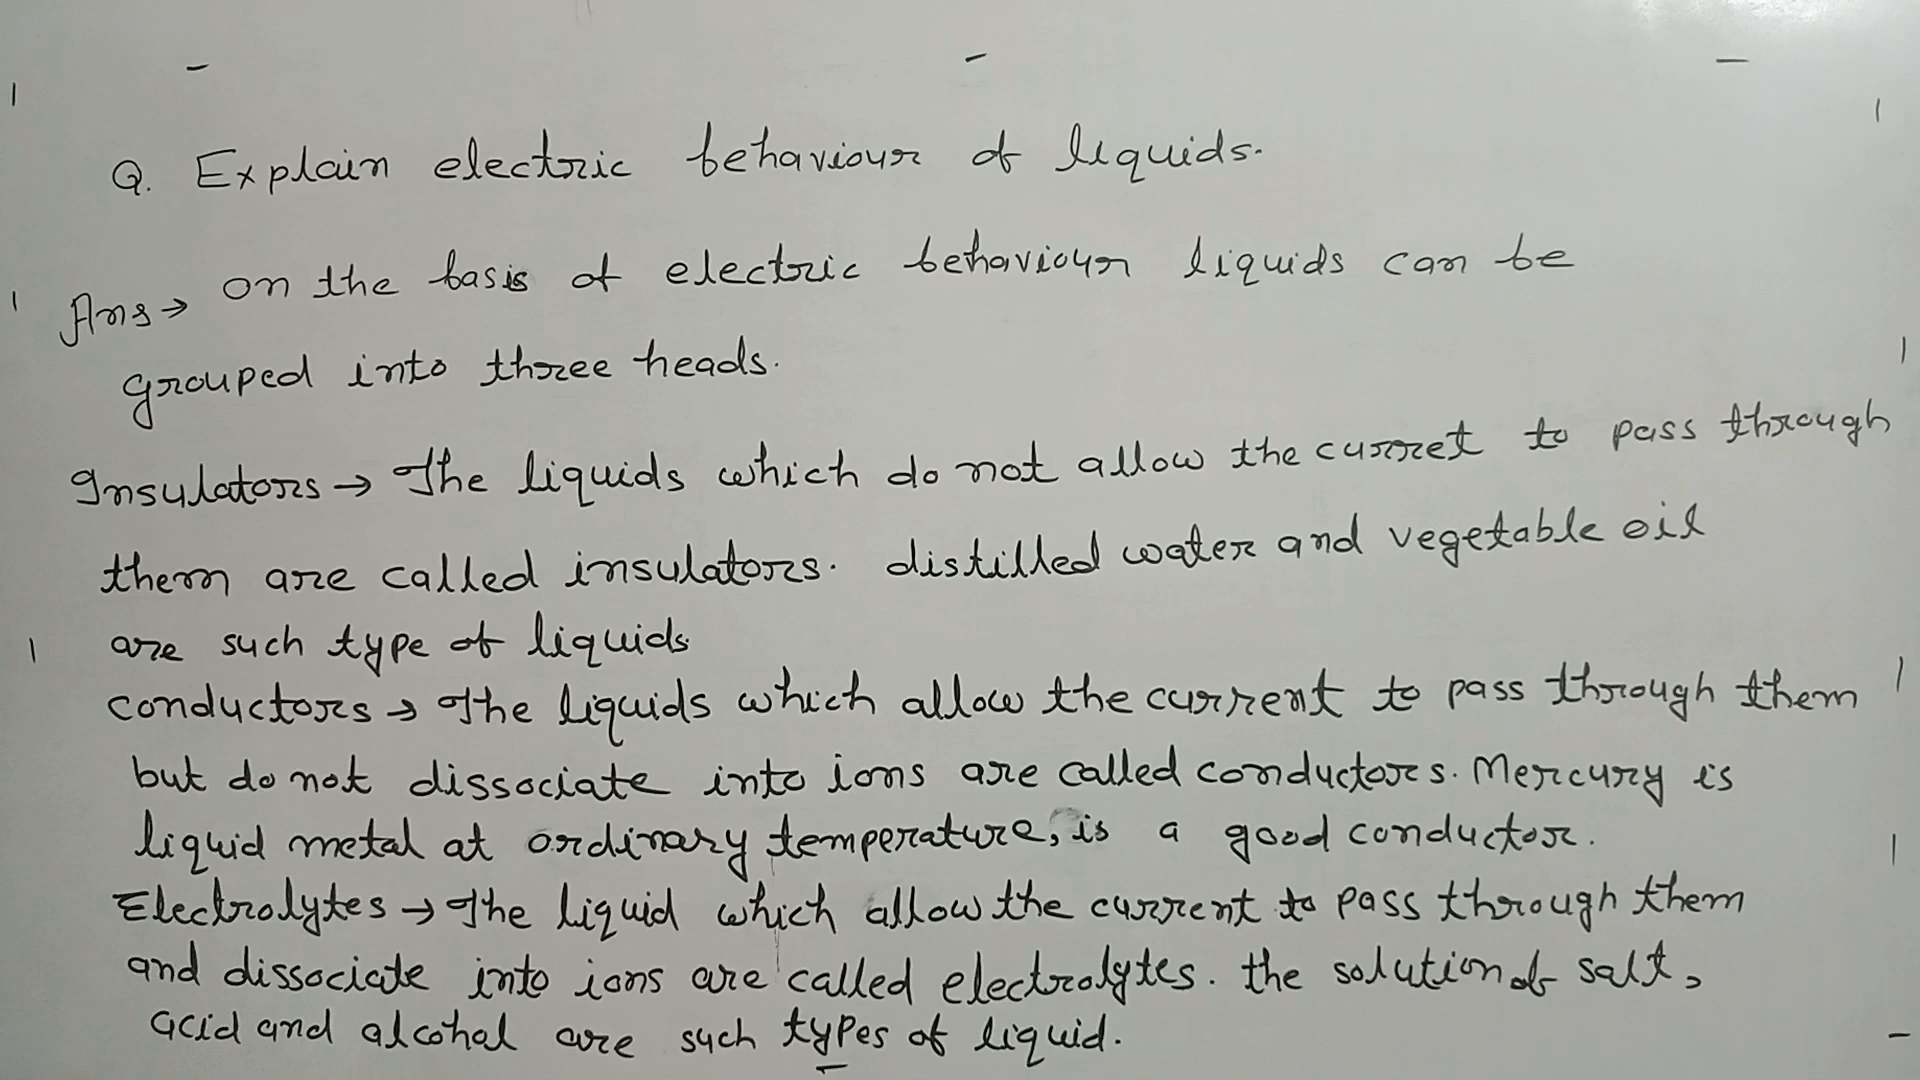 Q. Explain electric behaviour of liquids.
Ans → on the basis of electric behaviour liquids can be
grouped into three heads.
Insulators → The liquids which do not allow the curret to pass through
them are called insulators. distilled water and vegetable oil
are such type of liquids
conductors → The liquids which allow the current to pass through them
but do not dissociate into ions are called conductors. Mercury is
liquid metal at ordinary temperature, is a good conductor.
Electrolytes → The liquid which allow the current to pass through them
and dissociate into ions are called electrolytes. the solution of salt,
acid and alcohal are such types of liquid.